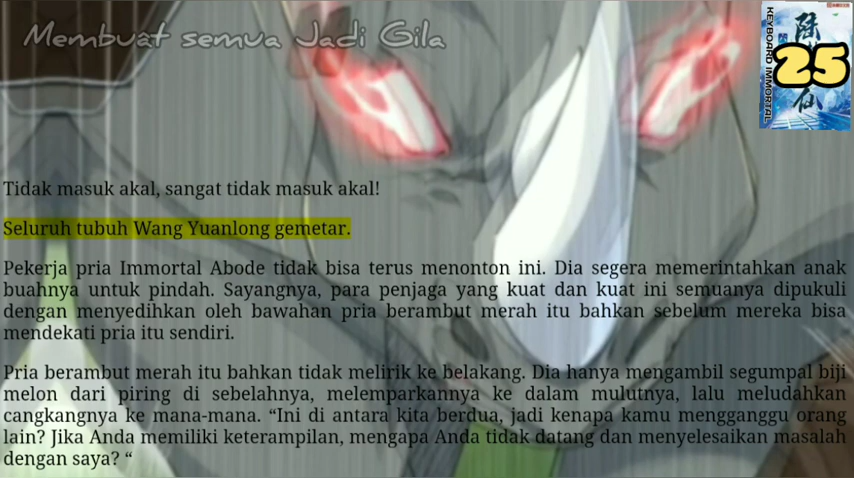 Membuat semua Jadi Gila
KEYBOARD IMMORTAL
25
Tidak masuk akal, sangat tidak masuk akal!
Seluruh tubuh Wang Yuanlong gemetar.
Pekerja pria Immortal Abode tidak bisa terus menonton ini. Dia segera memerintahkan anak
buahnya untuk pindah. Sayangnya, para penjaga yang kuat dan kuat ini semuanya dipukuli
dengan menyedihkan oleh bawahan pria berambut merah itu bahkan sebelum mereka bisa
mendekati pria itu sendiri.
Pria berambut merah itu bahkan tidak melirik ke belakang. Dia hanya mengambil segumpal biji
melon dari piring di sebelahnya, melemparkannya ke dalam mulutnya, lalu meludahkan
cangkangnya ke mana-mana. “Ini di antara kita berdua, jadi kenapa kamu mengganggu orang
lain? Jika Anda memiliki keterampilan, mengapa Anda tidak datang dan menyelesaikan masalah
dengan saya? “